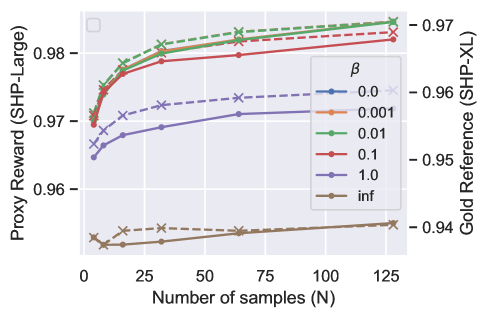 Proxy Reward (SHP-Large)
0.98
0.97
0.96
0.97
0.96
0.95
0.94
Gold Reference (SHP-XL)
β
0.0
0.001
0.01
0.1
1.0
inf
0 25 50 75 100 125
Number of samples (N)